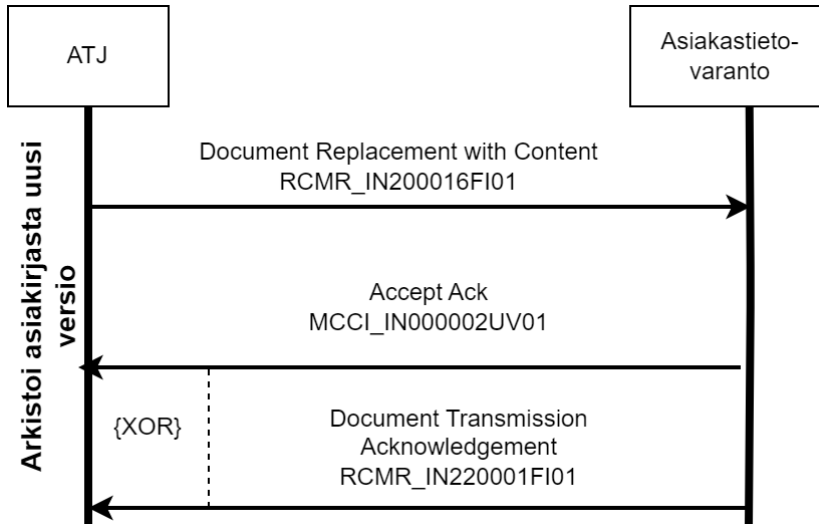 ATJ
Asiakastieto-
varanto
Arkistoi asiakirjasta uusi
versio
Document Replacement with Content
RCMR_IN200016FI01
Accept Ack
MCCI_IN000002UV01
{XOR}
Document Transmission
Acknowledgement
RCMR_IN220001FI01